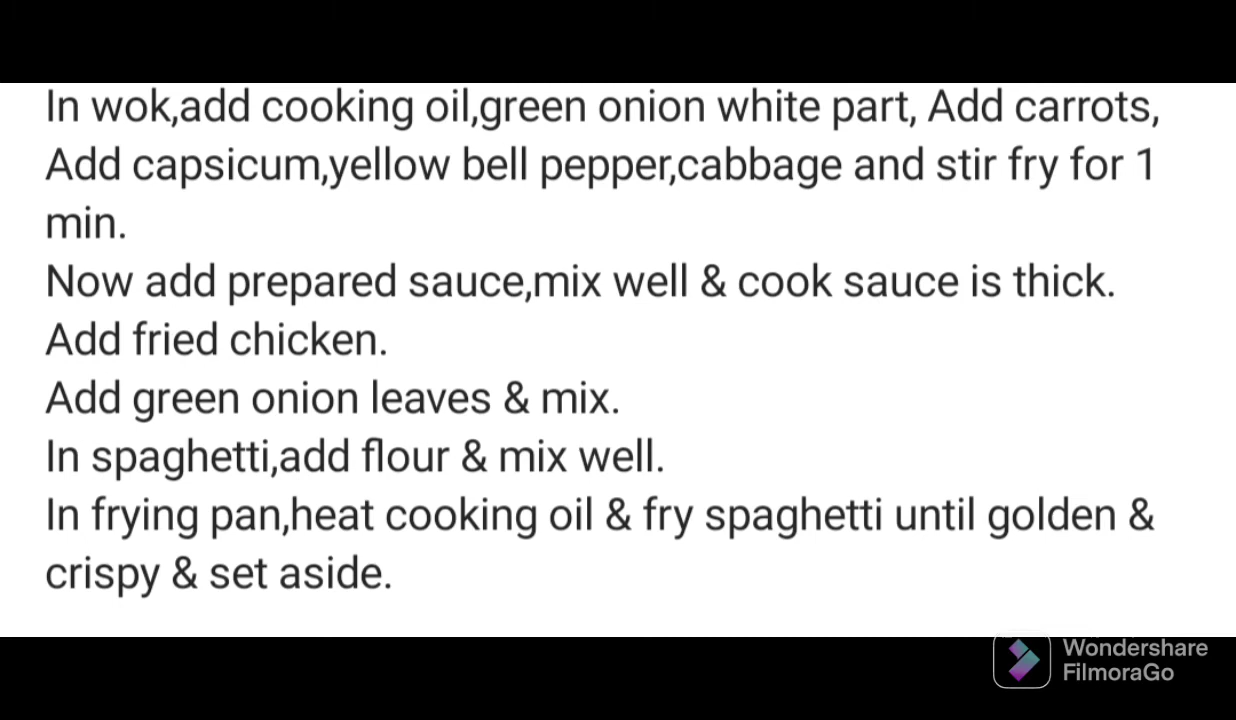 In wok,add cooking oil,green onion white part, Add carrots,
Add capsicum,yellow bell pepper,cabbage and stir fry for 1
min.
Now add prepared sauce,mix well & cook sauce is thick.
Add fried chicken.
Add green onion leaves & mix.
In spaghetti,add flour & mix well.
In frying pan,heat cooking oil & fry spaghetti until golden &
crispy & set aside.
Wondershare
FilmoraGo